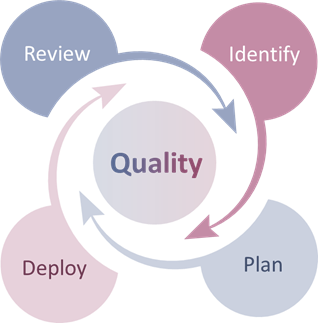 Review
Identify
Quality
Deploy
Plan